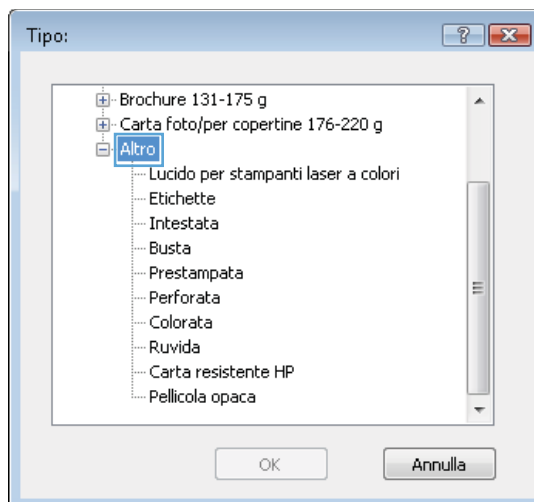 Tipo:
Brochure 131-175 g
Carta foto/per copertine 176-220 g
Altro
Lucido per stampanti laser a colori
Etichette
Intestata
Busta
Prestampata
Perforata
Colorata
Ruvida
Carta resistente HP
Pellicola opaca
OK
Annulla